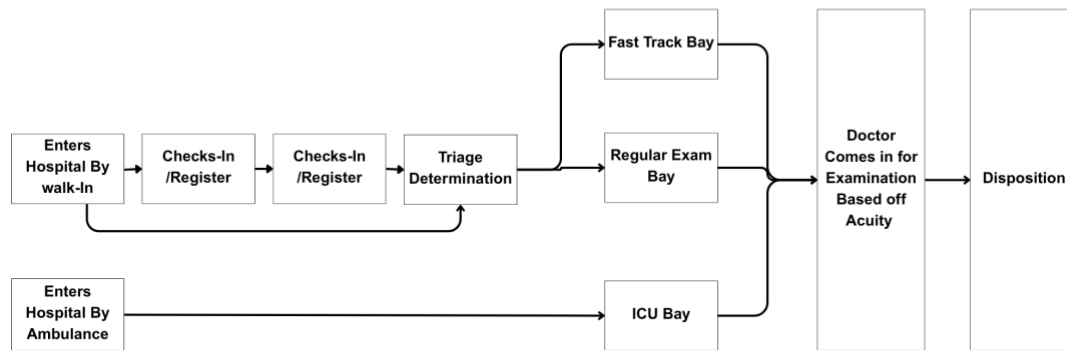 Fast Track Bay
Enters
Hospital By
walk-In
Checks-In
/Register
Checks-In
/Register
Triage
Determination
Regular Exam
Bay
Doctor
Comes in for
Examination
Based off
Acuity
Disposition
Enters
Hospital By
Ambulance
ICU Bay